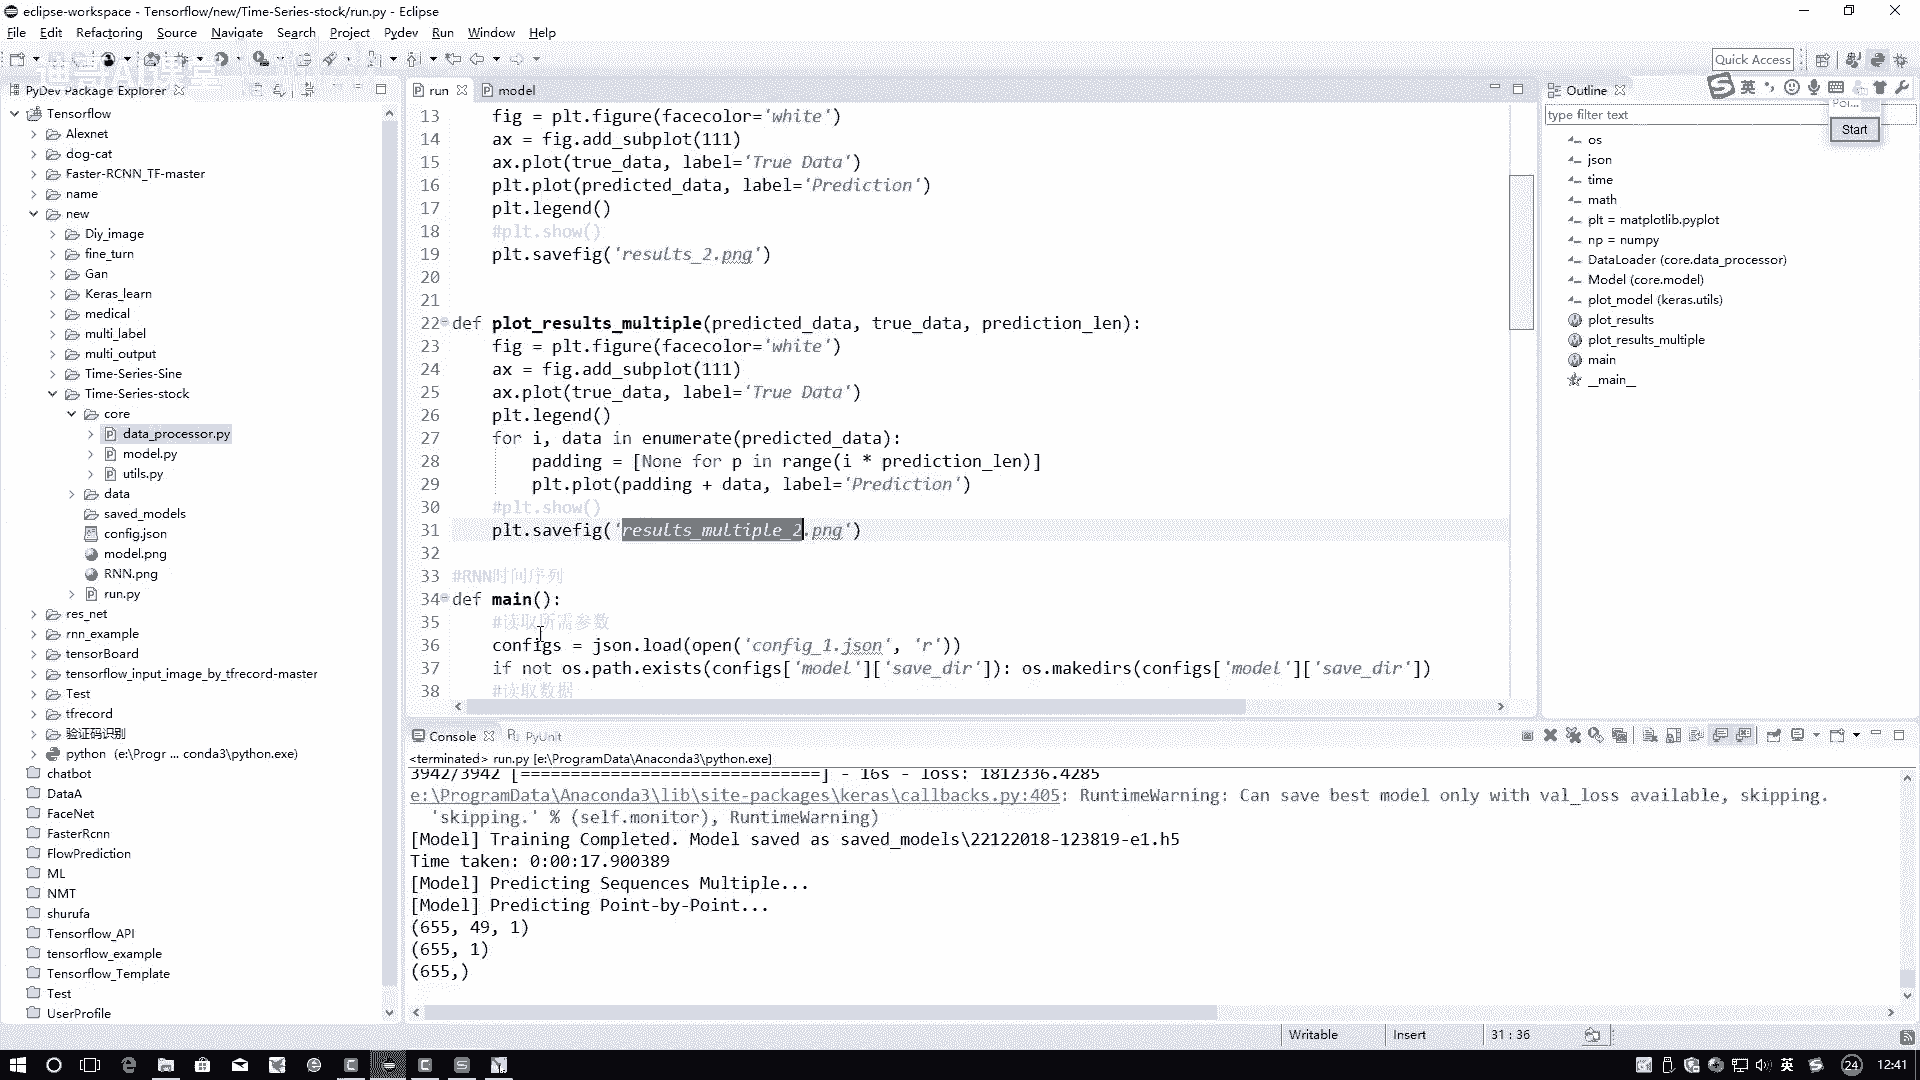 eclipse-workspace - Tensorflow/new/Time-Series-stock/run.py - Eclipse
File Edit Refactoring Source Navigate Search Project Pydev Run Window Help
Quick Access
迪哥AI课堂
PyDev Package Explorer
Tensorflow
Alexnet
dog-cat
Faster-RCNN_TF-master
name
new
Diy_image
fine_turn
Gan
Keras_learn
medical
multi_label
multi_output
Time-Series-Sine
Time-Series-stock
core
data_processor.py
model.py
utils.py
data
saved_models
config.json
model.png
RNN.png
run.py
res_net
rnn_example
tensorBoard
tensorflow_input_image_by_tfrecord-master
Test
tfrecord
验证码识别
python (e:\Progr ... conda3\python.exe)
chatbot
DataA
FaceNet
FasterRcnn
FlowPrediction
ML
NMT
shurufa
Tensorflow_API
tensorflow_example
Tensorflow_Template
Test
UserProfile
run model
13 fig = plt.figure(facecolor='white')
14 ax = fig.add_subplot(111)
15 ax.plot(true_data, label='True Data')
16 plt.plot(predicted_data, label='Prediction')
17 plt.legend()
18 #plt.show()
19 plt.savefig('results_2.png')
20
21
22 def plot_results_multiple(predicted_data, true_data, prediction_len):
23 fig = plt.figure(facecolor='white')
24 ax = fig.add_subplot(111)
25 ax.plot(true_data, label='True Data')
26 plt.legend()
27 for i, data in enumerate(predicted_data):
28 padding = [None for p in range(i * prediction_len)]
29 plt.plot(padding + data, label='Prediction')
30 #plt.show()
31 plt.savefig('results_multiple_2.png')
32
33 #RNN时间序列
34 def main():
35 #读取所需参数
36 configs = json.load(open('config_1.json', 'r'))
37 if not os.path.exists(configs['model']['save_dir']): os.makedirs(configs['model']['save_dir'])
38 #读取数据
Outline
英
Poi...
type filter text
Start
os
json
time
math
plt = matplotlib.pyplot
np = numpy
DataLoader (core.data_processor)
Model (core.model)
plot_model (keras.utils)
plot_results
plot_results_multiple
main
__main__
Console PyUnit
<terminated> run.py [e:\ProgramData\Anaconda3\python.exe]
3942/3942 [==============================] - 16s - loss: 1812336.4285
e:\ProgramData\Anaconda3\lib\site-packages\keras\callbacks.py:405: RuntimeWarning: Can save best model only with val_loss available, skipping.
'skipping.' % (self.monitor), RuntimeWarning)
[Model] Training Completed. Model saved as saved_models\22122018-123819-e1.h5
Time taken: 0:00:17.900389
[Model] Predicting Sequences Multiple...
[Model] Predicting Point-by-Point...
(655, 49, 1)
(655, 1)
(655,)
Writable Insert 31 : 36
英 24 12:41